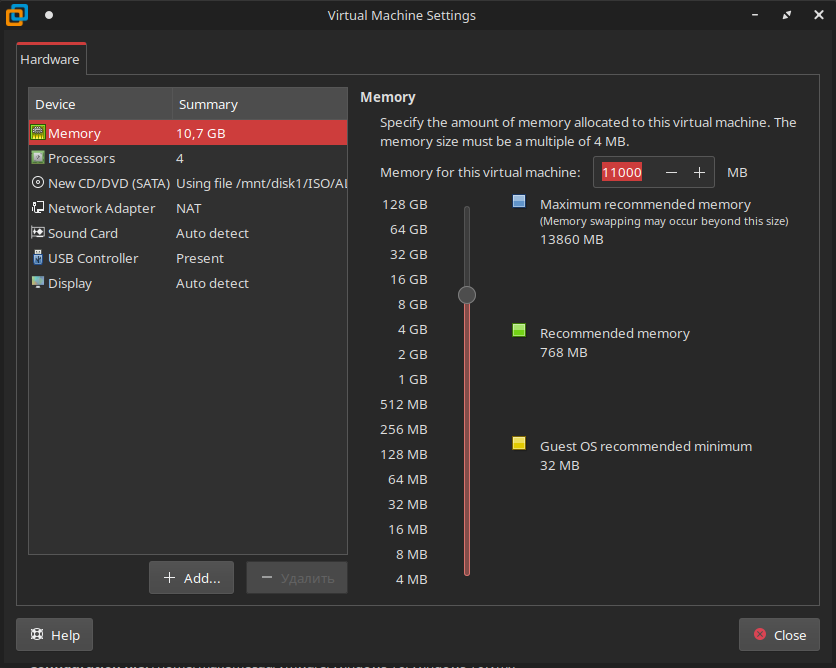 Virtual Machine Settings
Hardware
Device Summary
Memory 10,7 GB
Processors 4
New CD/DVD (SATA) Using file /mnt/disk1/ISO/AL
Network Adapter NAT
Sound Card Auto detect
USB Controller Present
Display Auto detect
Add...
Удалить
Memory
Specify the amount of memory allocated to this virtual machine. The
memory size must be a multiple of 4 MB.
Memory for this virtual machine: 11000 MB
128 GB
64 GB
32 GB
16 GB
8 GB
4 GB
2 GB
1 GB
512 MB
256 MB
128 MB
64 MB
32 MB
16 MB
8 MB
4 MB
Maximum recommended memory
(Memory swapping may occur beyond this size)
13860 MB
Recommended memory
768 MB
Guest OS recommended minimum
32 MB
Help
Close